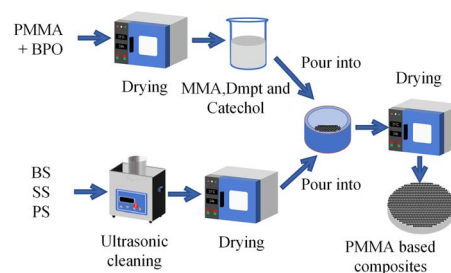 PMMA
+ BPO
Drying
MMA,Dmpt and
Catechol
Pour into
Drying
BS
SS
PS
Ultrasonic
cleaning
Drying
Pour into
PMMA based
composites